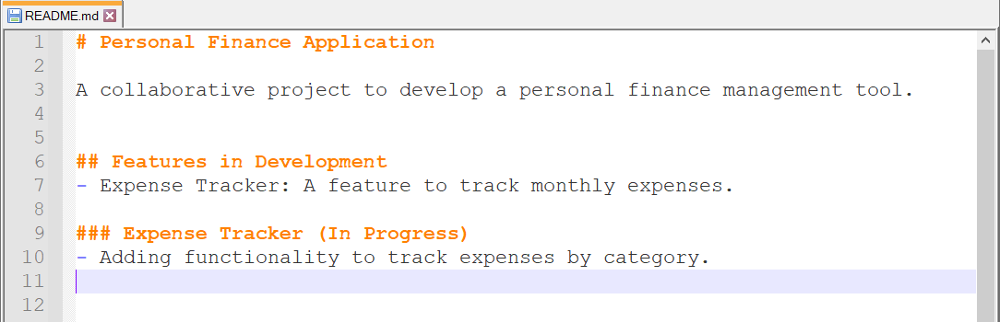 README.md
1 # Personal Finance Application
2
3 A collaborative project to develop a personal finance management tool.
4
5
6 ## Features in Development
7 - Expense Tracker: A feature to track monthly expenses.
8
9 ### Expense Tracker (In Progress)
10 - Adding functionality to track expenses by category.
11
12